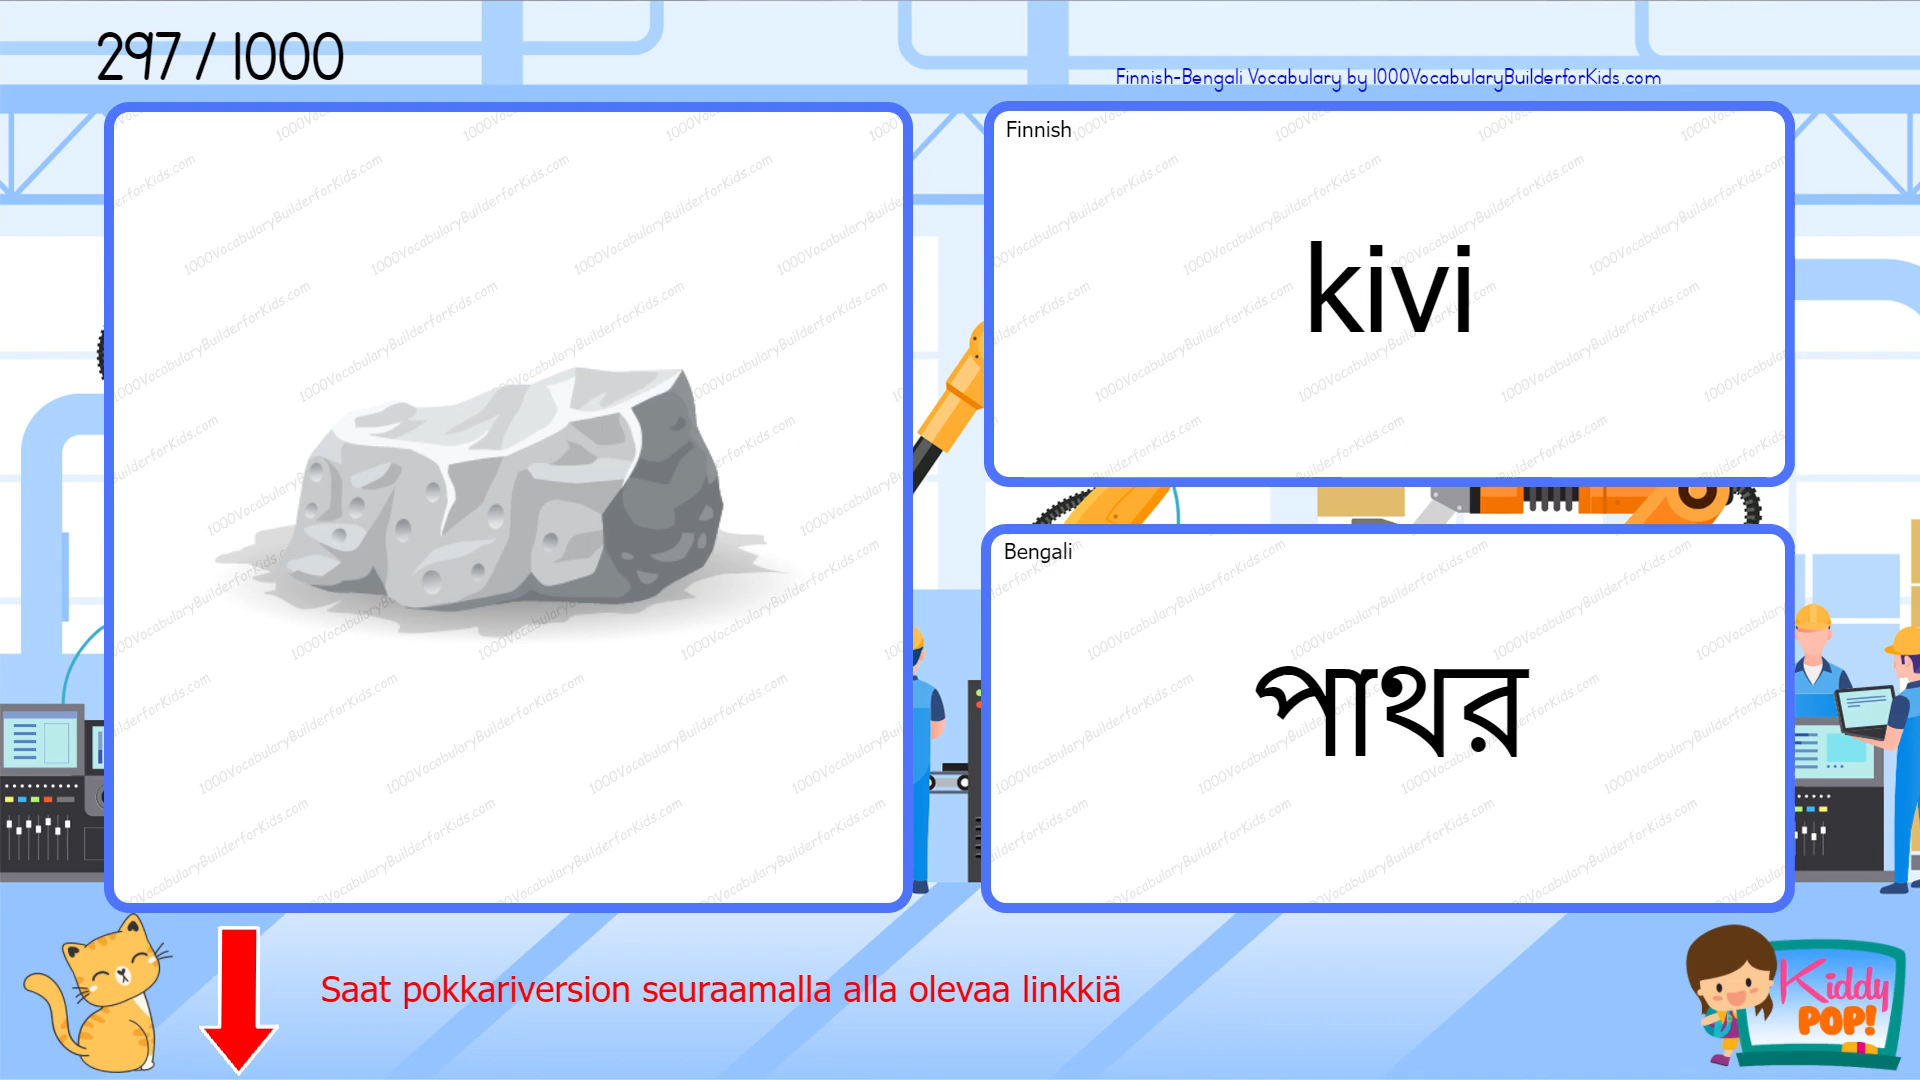 297 / 1000
Finnish-Bengali Vocabulary by 1000VocabularyBuilderforKids.com
Finnish
kivi
Bengali
পাথর
Saat pokkariversion seuraamalla alla olevaa linkkiä
Kiddy
POP!